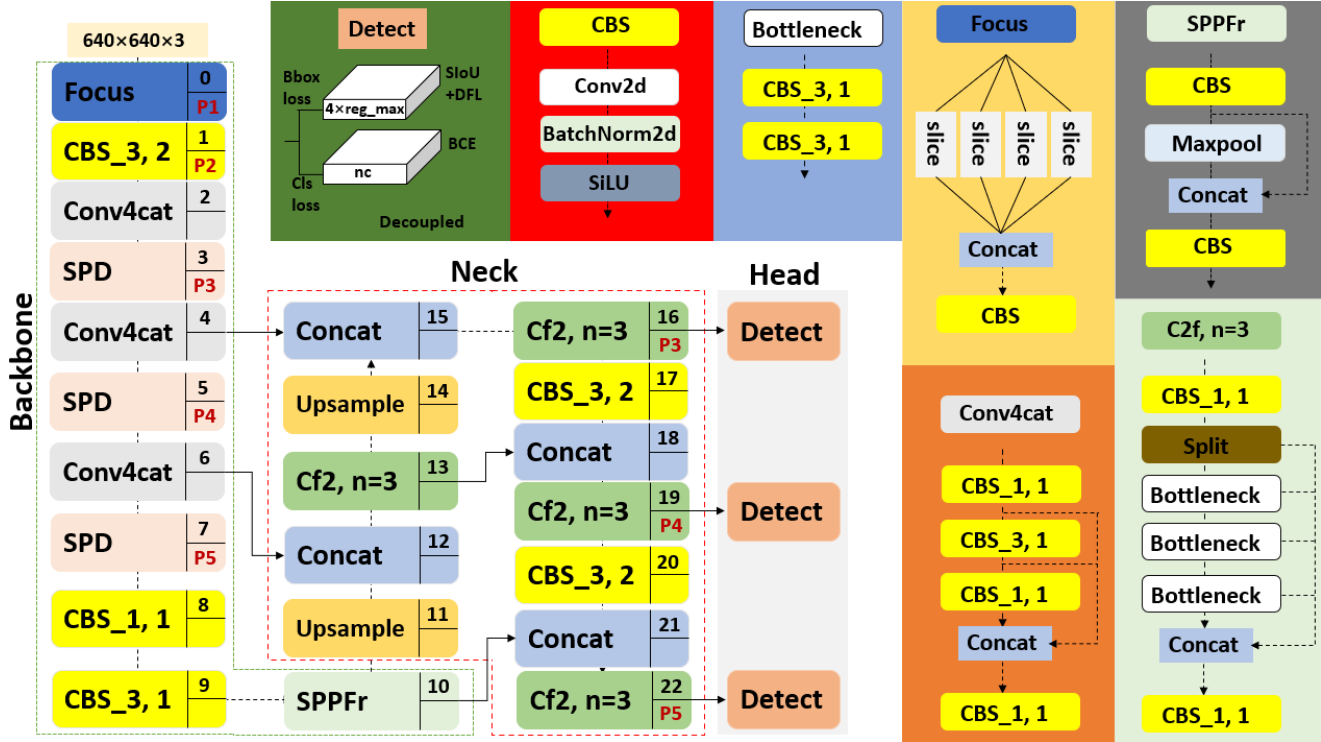 640×640×3
Backbone
Focus
0
P1
CBS_3, 2
1
P2
Conv4cat
2
SPD
3
P3
Conv4cat
4
SPD
5
P4
Conv4cat
6
SPD
7
P5
CBS_1, 1
8
CBS_3, 1
9
SPPFr
10
Neck
Concat
15
Upsample
14
Cf2, n=3
13
Concat
12
Upsample
11
Cf2, n=3
16
P3
CBS_3, 2
17
Concat
18
Cf2, n=3
19
P4
CBS_3, 2
20
Concat
21
Cf2, n=3
22
P5
Head
Detect
Detect
Detect
Detect
Bbox
loss
4×reg_max
SIoU
+DFL
BCE
nc
Cls
loss
Decoupled
CBS
Conv2d
BatchNorm2d
SiLU
Bottleneck
CBS_3, 1
CBS_3, 1
Focus
slice
slice
slice
slice
Concat
CBS
SPPFr
CBS
Maxpool
Concat
CBS
Conv4cat
CBS_1, 1
CBS_3, 1
CBS_1, 1
Concat
CBS_1, 1
C2f, n=3
CBS_1, 1
Split
Bottleneck
Bottleneck
Bottleneck
Concat
CBS_1, 1